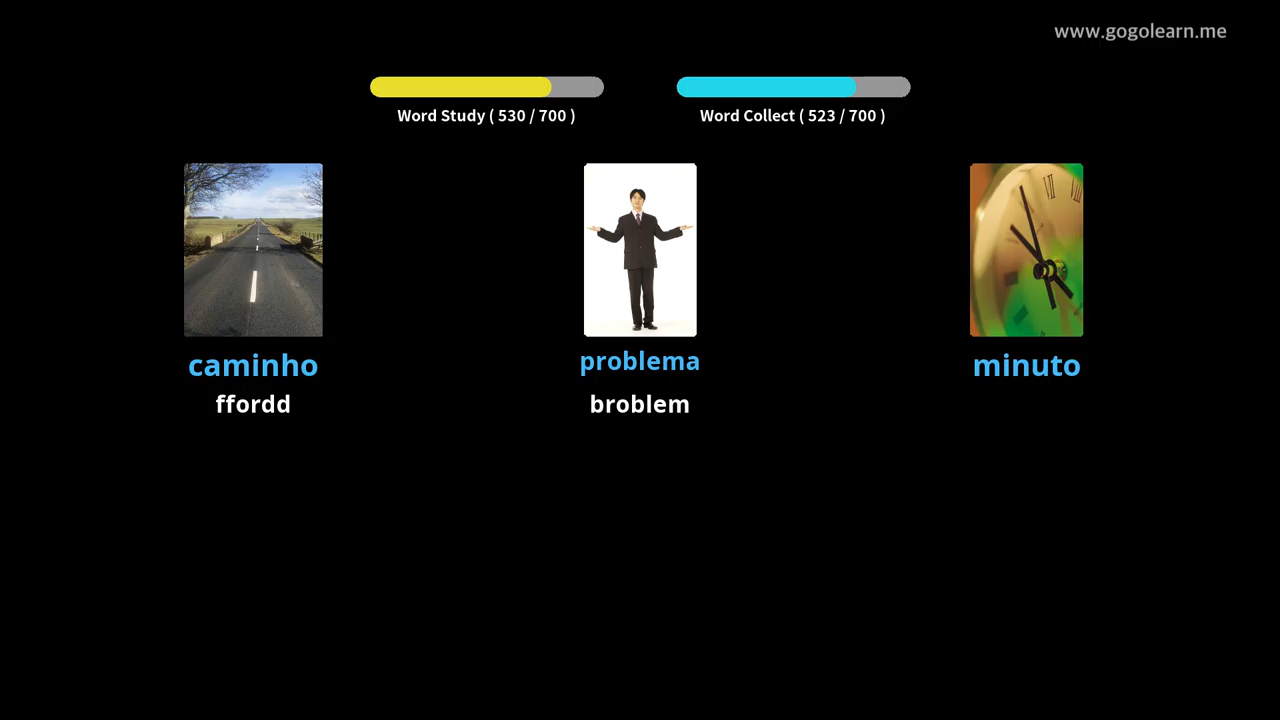 www.gogolearn.me
Word Study ( 530 / 700 )
Word Collect ( 523 / 700 )
caminho
problema
minuto
ffordd
broblem